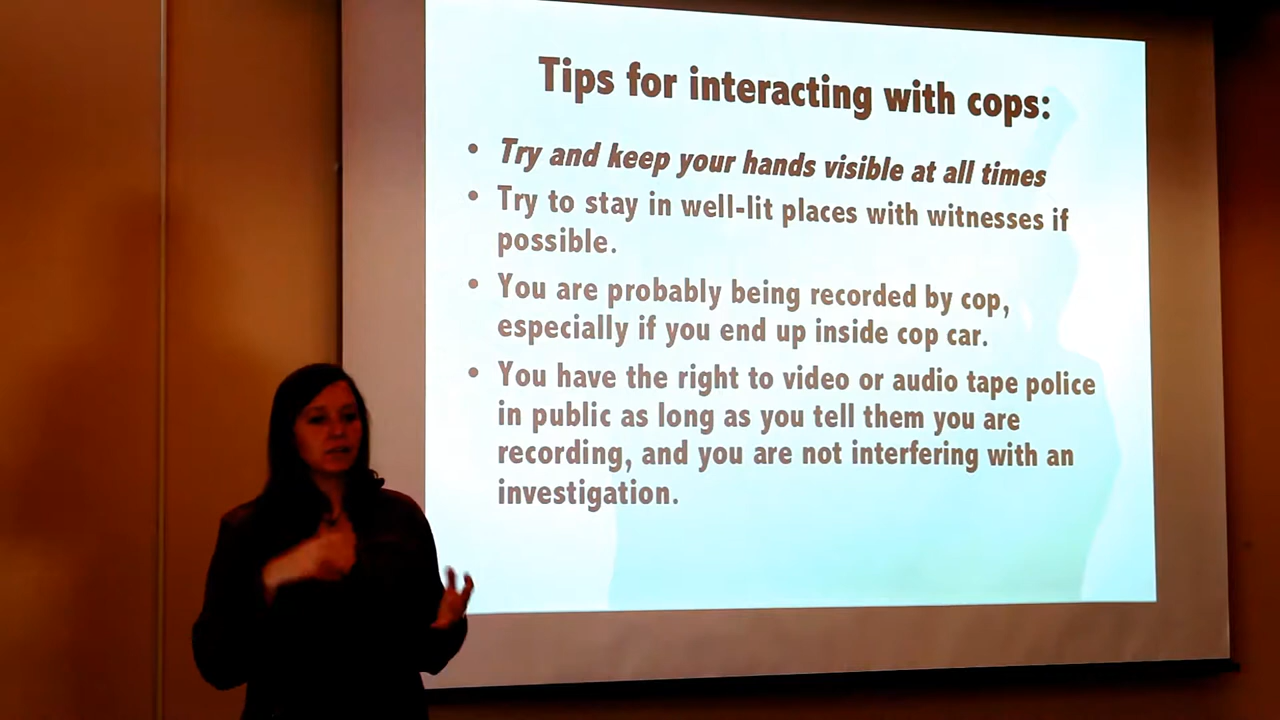 Tips for interacting with cops:
• Try and keep your hands visible at all times
• Try to stay in well-lit places with witnesses if
possible.
• You are probably being recorded by cop,
especially if you end up inside cop car.
• You have the right to video or audio tape police
in public as long as you tell them you are
recording, and you are not interfering with an
investigation.